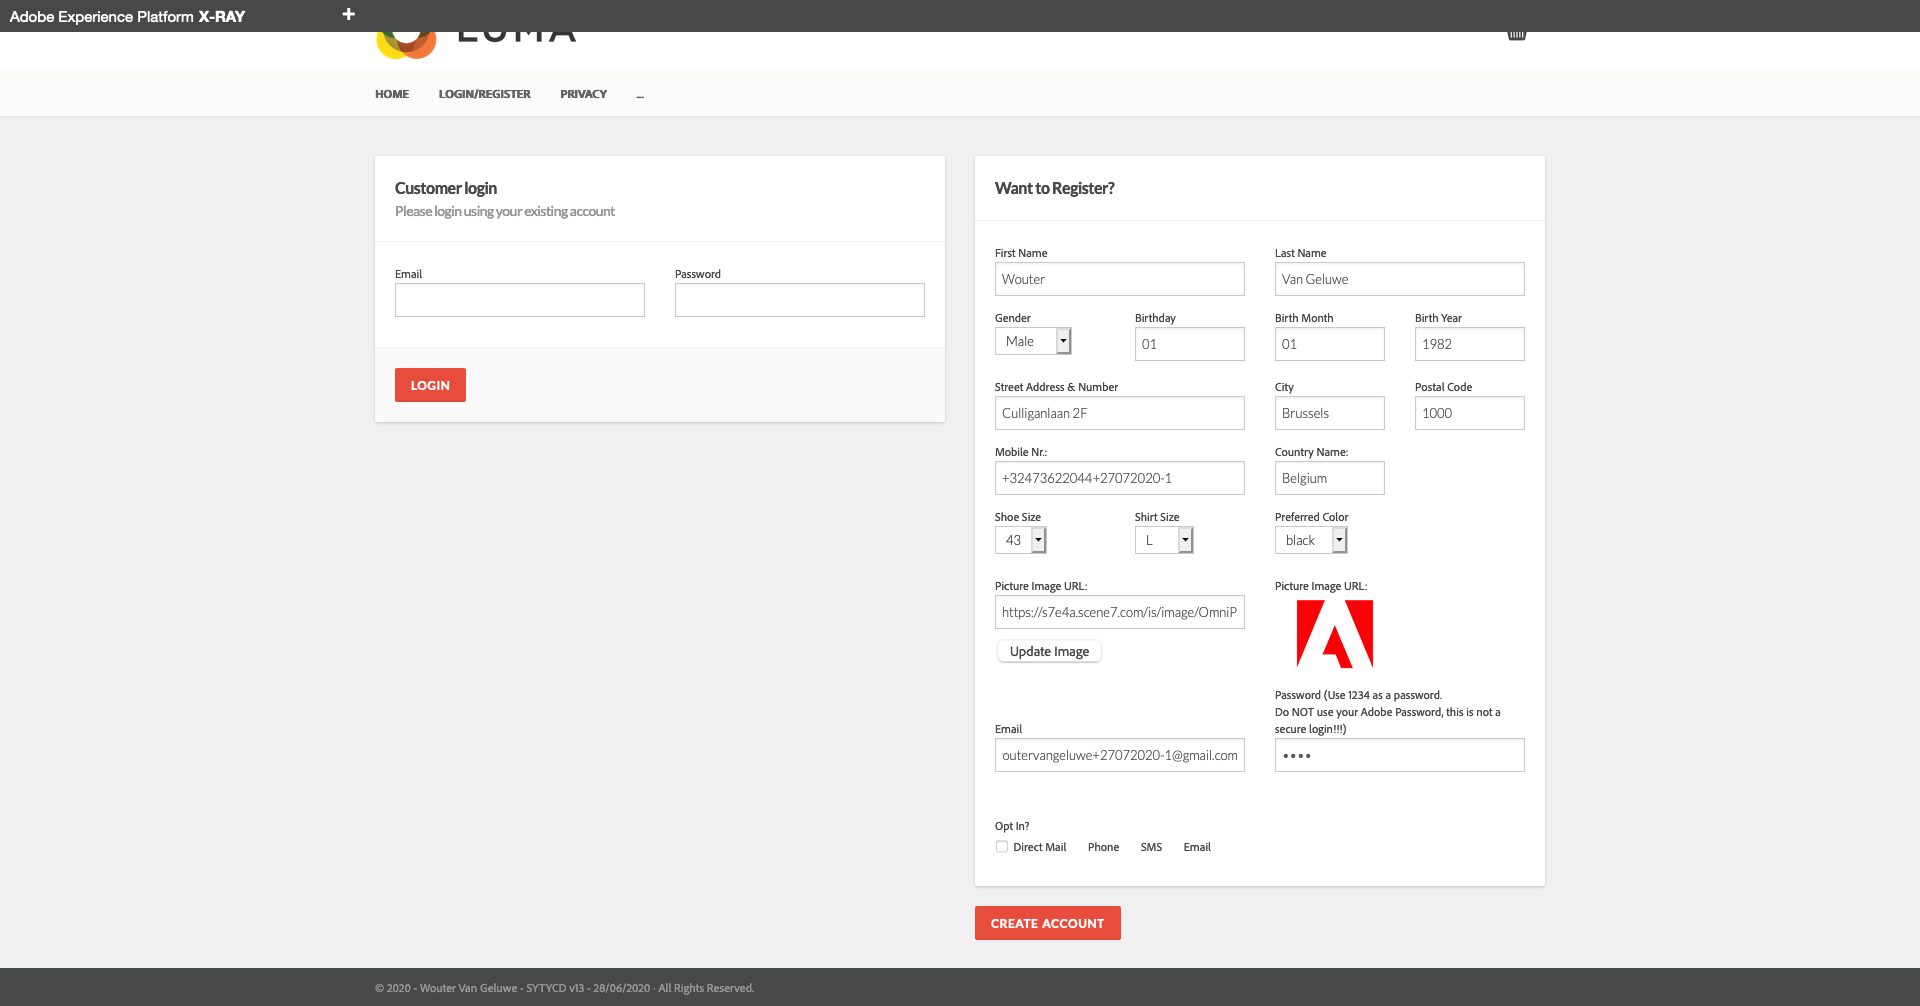 Adobe Experience Platform X-RAY
+
LUMA
HOME LOGIN/REGISTER PRIVACY ...
Customer login
Please login using your existing account
Email Password
LOGIN
Want to Register?
First Name Last Name
Wouter Van Geluwe
Gender Birthday Birth Month Birth Year
Male 01 01 1982
Street Address & Number City Postal Code
Culliganlaan 2F Brussels 1000
Mobile Nr.: Country Name:
+32473622044+27072020-1 Belgium
Shoe Size Shirt Size Preferred Color
43 L black
Picture Image URL: Picture Image URL:
https://s7e4a.scene7.com/is/image/OmniP
Update Image
Password (Use 1234 as a password.
Do NOT use your Adobe Password, this is not a
secure login!!!)
Email
outervangeluwe+27072020-1@gmail.com ••••
Opt In?
Direct Mail Phone SMS Email
CREATE ACCOUNT
© 2020 - Wouter Van Geluwe - SYTYCD v13 - 28/06/2020 · All Rights Reserved.